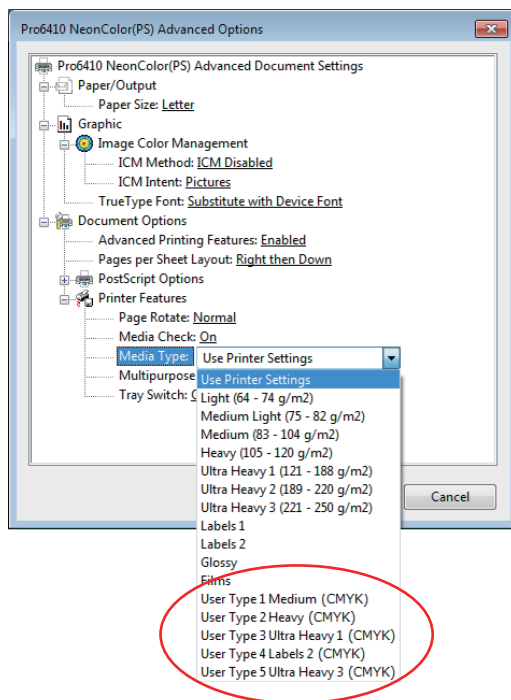 Pro6410 NeonColor(PS) Advanced Options
Pro6410 NeonColor(PS) Advanced Document Settings
Paper/Output
Paper Size: Letter
Graphic
Image Color Management
ICM Method: ICM Disabled
ICM Intent: Pictures
TrueType Font: Substitute with Device Font
Document Options
Advanced Printing Features: Enabled
Pages per Sheet Layout: Right then Down
PostScript Options
Printer Features
Page Rotate: Normal
Media Check: On
Media Type: Use Printer Settings
Multipurpose
Tray Switch:
Use Printer Settings
Light (64 - 74 g/m2)
Medium Light (75 - 82 g/m2)
Medium (83 - 104 g/m2)
Heavy (105 - 120 g/m2)
Ultra Heavy 1 (121 - 188 g/m2)
Ultra Heavy 2 (189 - 220 g/m2)
Ultra Heavy 3 (221 - 250 g/m2)
Labels 1
Labels 2
Glossy
Films
User Type 1 Medium (CMYK)
User Type 2 Heavy (CMYK)
User Type 3 Ultra Heavy 1 (CMYK)
User Type 4 Labels 2 (CMYK)
User Type 5 Ultra Heavy 3 (CMYK)
Cancel